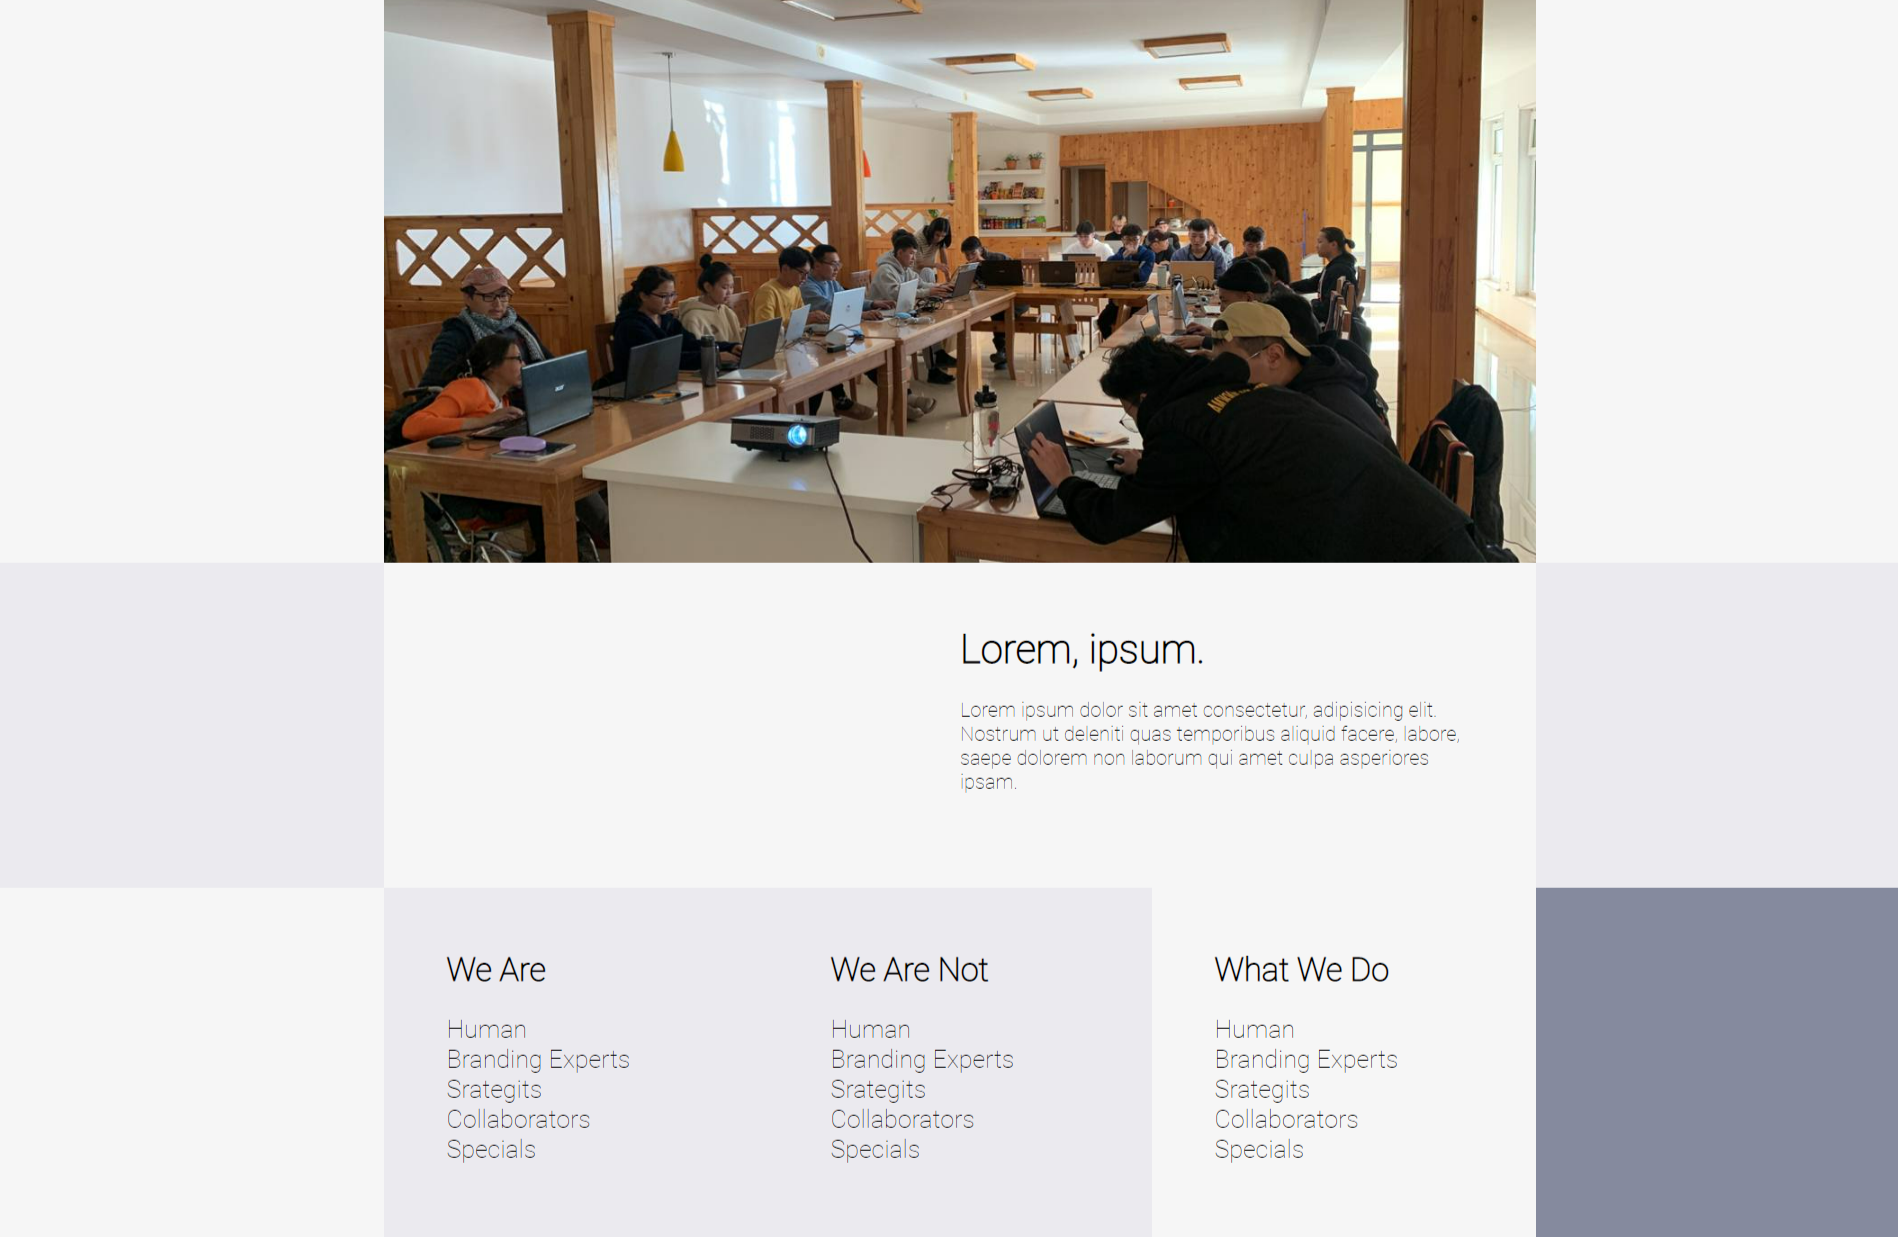 Lorem, ipsum.
Lorem ipsum dolor sit amet consectetur, adipisicing elit.
Nostrum ut deleniti quas temporibus aliquid facere, labore,
saepe dolorem non laborum qui amet culpa asperiores
ipsam.
We Are
Human
Branding Experts
Srategits
Collaborators
Specials
We Are Not
Human
Branding Experts
Srategits
Collaborators
Specials
What We Do
Human
Branding Experts
Srategits
Collaborators
Specials